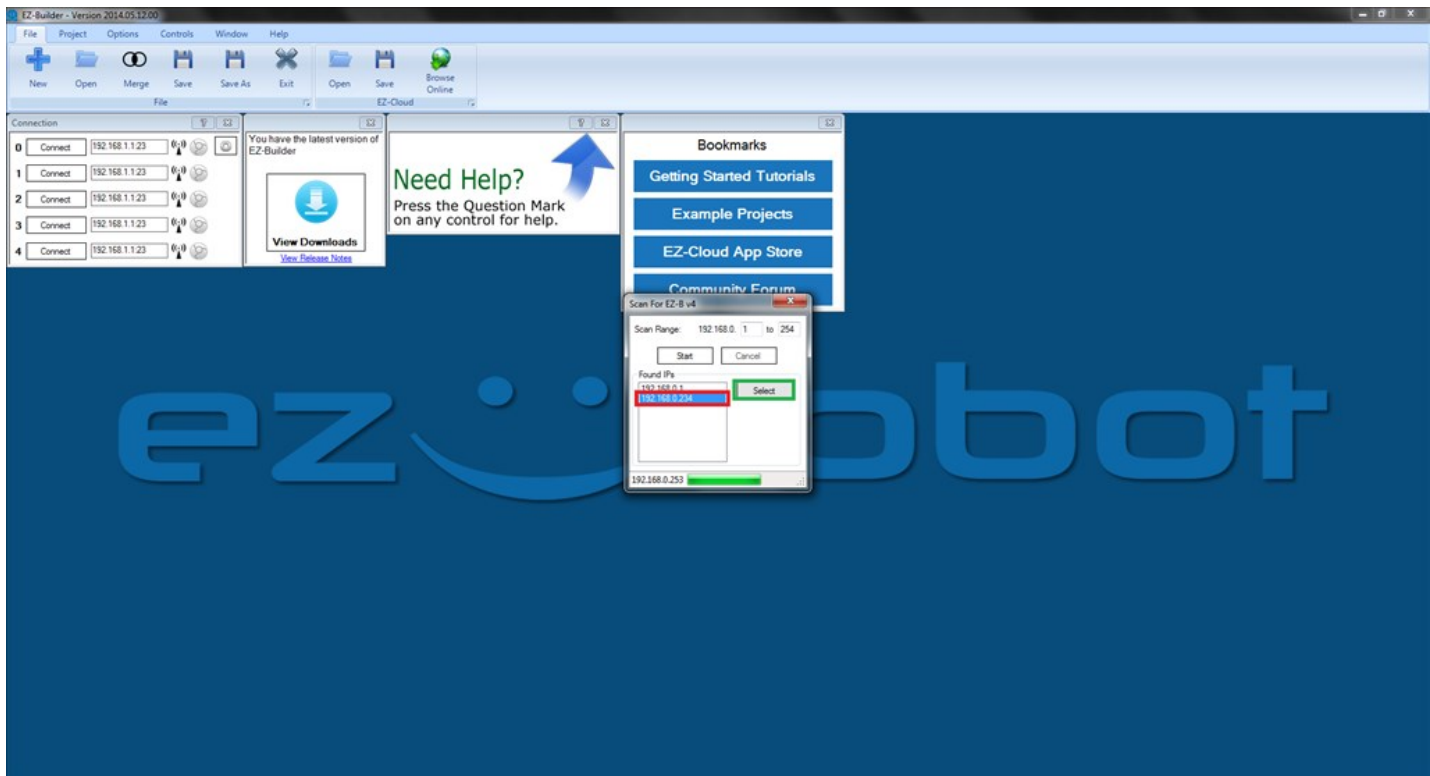 EZ-Builder - Version 2014.05.12.00
File Project Options Controls Window Help
New Open Merge Save Save As Exit Open Save Browse Online
File EZ-Cloud
Connection
0 Connect 192.168.1.1:23
1 Connect 192.168.1.1:23
2 Connect 192.168.1.1:23
3 Connect 192.168.1.1:23
4 Connect 192.168.1.1:23
You have the latest version of
EZ-Builder
View Downloads
View Release Notes
Need Help?
Press the Question Mark
on any control for help.
Bookmarks
Getting Started Tutorials
Example Projects
EZ-Cloud App Store
Community Forum
Scan For EZ-B v4
Scan Range: 192.168.0. 1 to 254
Start Cancel
Found IPs
192.168.0.1
192.168.0.234
Select
192.168.0.253
ez obot